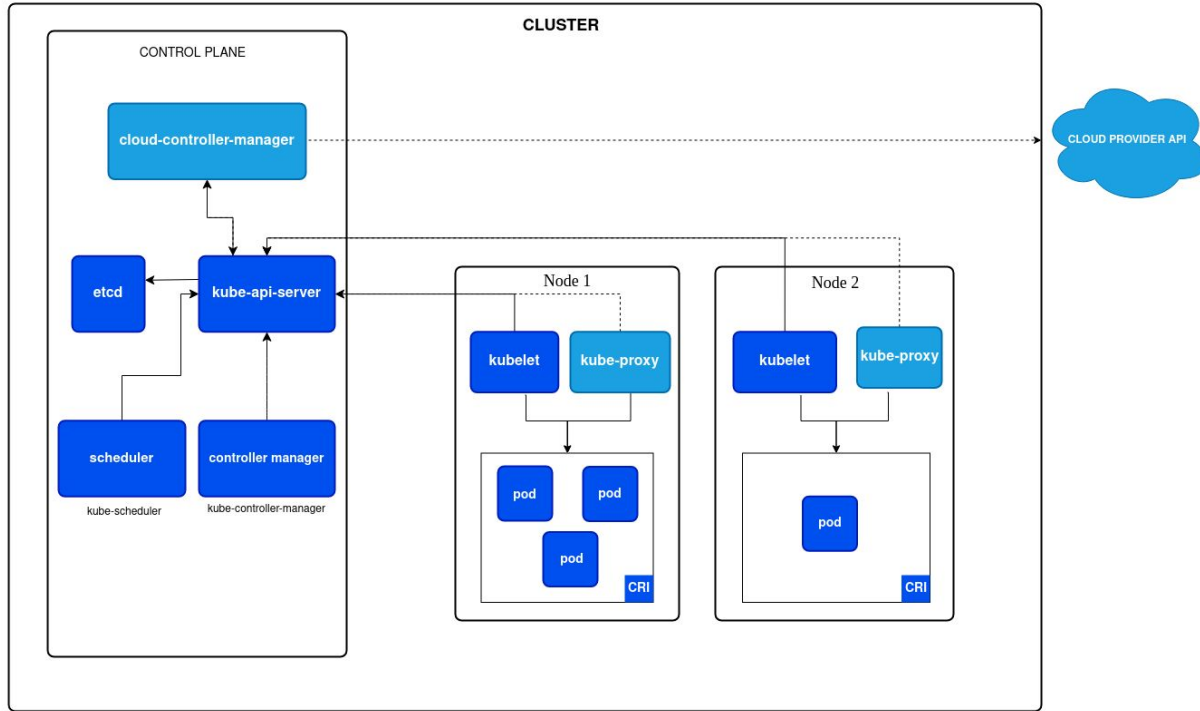 CLUSTER
CONTROL PLANE
cloud-controller-manager
CLOUD PROVIDER API
etcd
kube-api-server
scheduler
controller manager
kube-scheduler
kube-controller-manager
Node 1
kubelet
kube-proxy
pod
pod
pod
CRI
Node 2
kubelet
kube-proxy
pod
CRI